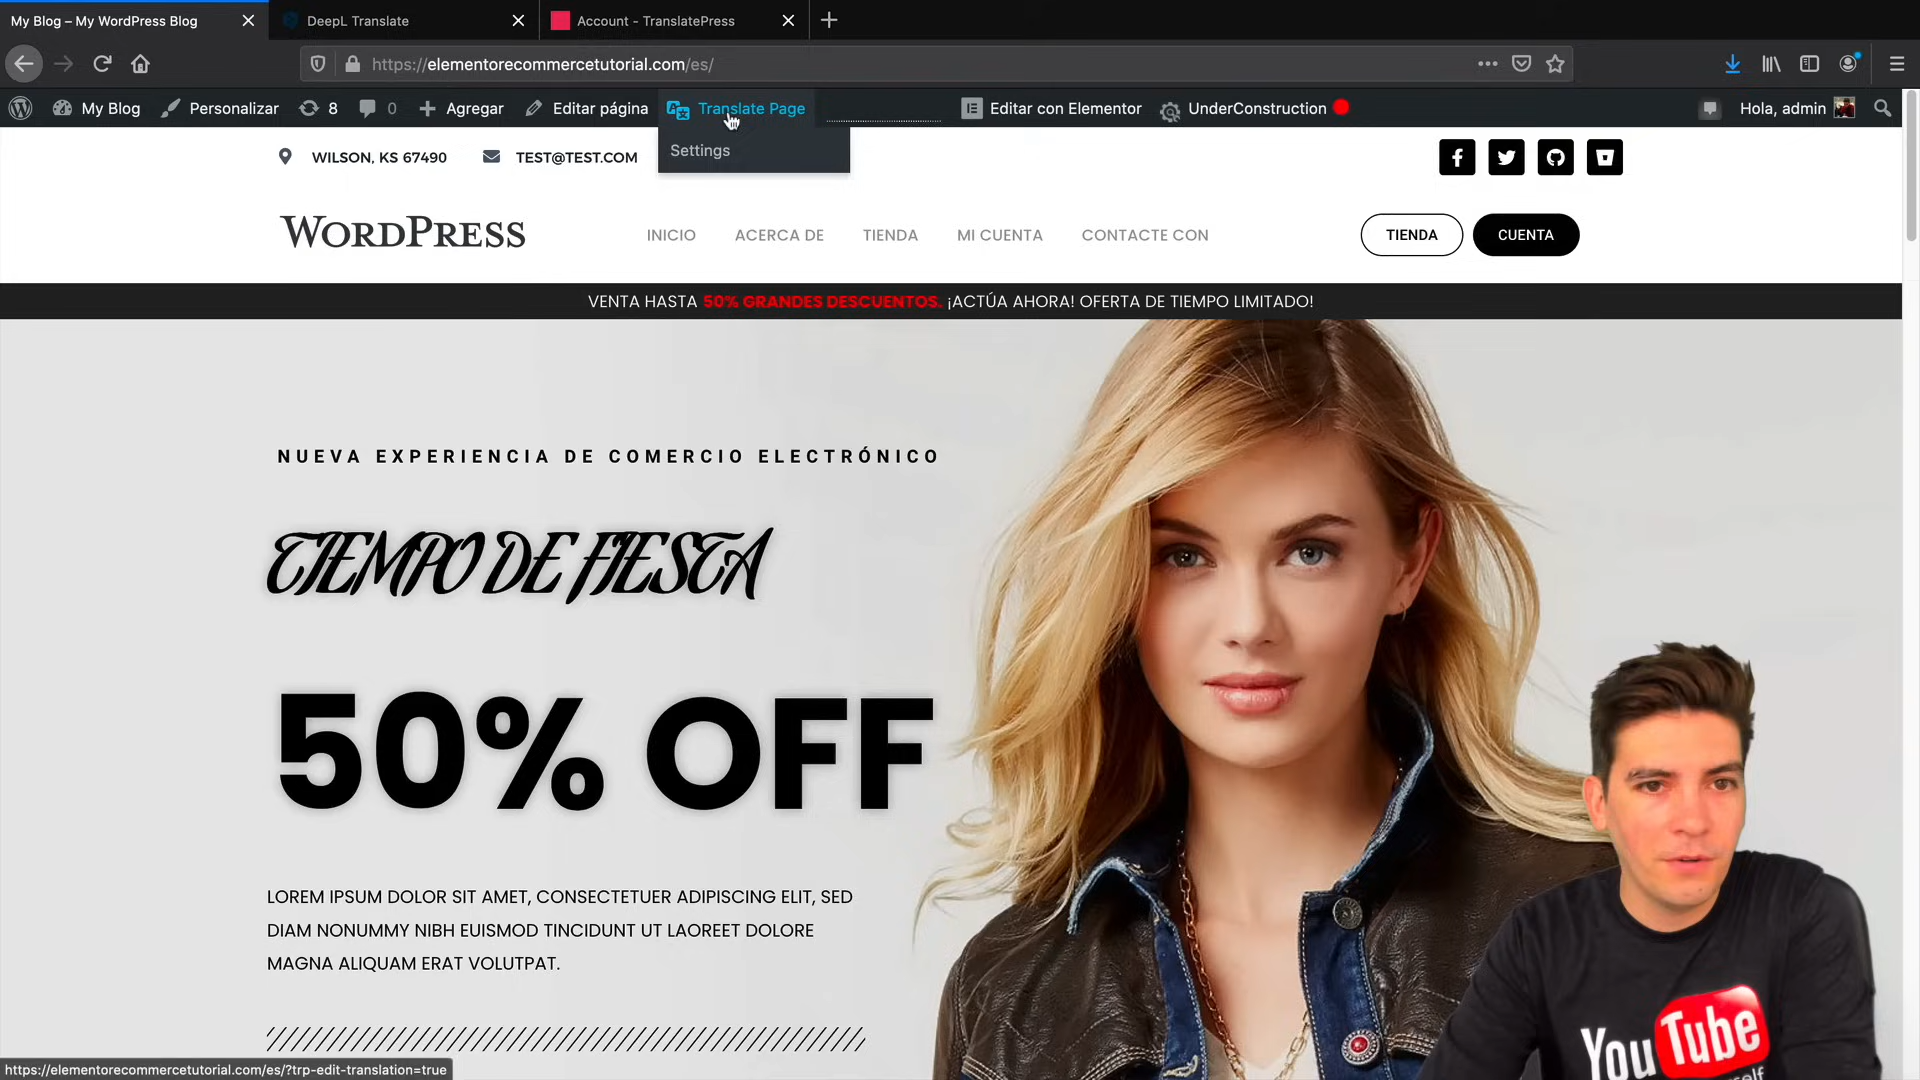 My Blog – My WordPress Blog
DeepL Translate
Account - TranslatePress
https://elementorecommercetutorial.com/es/
My Blog
Personalizar
8
0
Agregar
Editar página
Translate Page
Editar con Elementor
UnderConstruction
Hola, admin
Settings
WILSON, KS 67490
TEST@TEST.COM
WORDPRESS
INICIO
ACERCA DE
TIENDA
MI CUENTA
CONTACTE CON
TIENDA
CUENTA
VENTA HASTA 50% GRANDES DESCUENTOS. ¡ACTÚA AHORA! OFERTA DE TIEMPO LIMITADO!
NUEVA EXPERIENCIA DE COMERCIO ELECTRÓNICO
TIEMPO DE FIESTA
50% OFF
LOREM IPSUM DOLOR SIT AMET, CONSECTETUER ADIPISCING ELIT, SED
DIAM NONUMMY NIBH EUISMOD TINCIDUNT UT LAOREET DOLORE
MAGNA ALIQUAM ERAT VOLUTPAT.
YouTube
https://elementorecommercetutorial.com/es/?trp-edit-translation=true